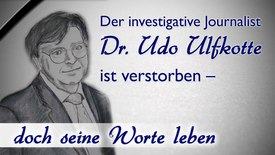 Der investigative Journalist
Dr. Udo Ulfkotte
ist verstorben –
doch seine Worte leben